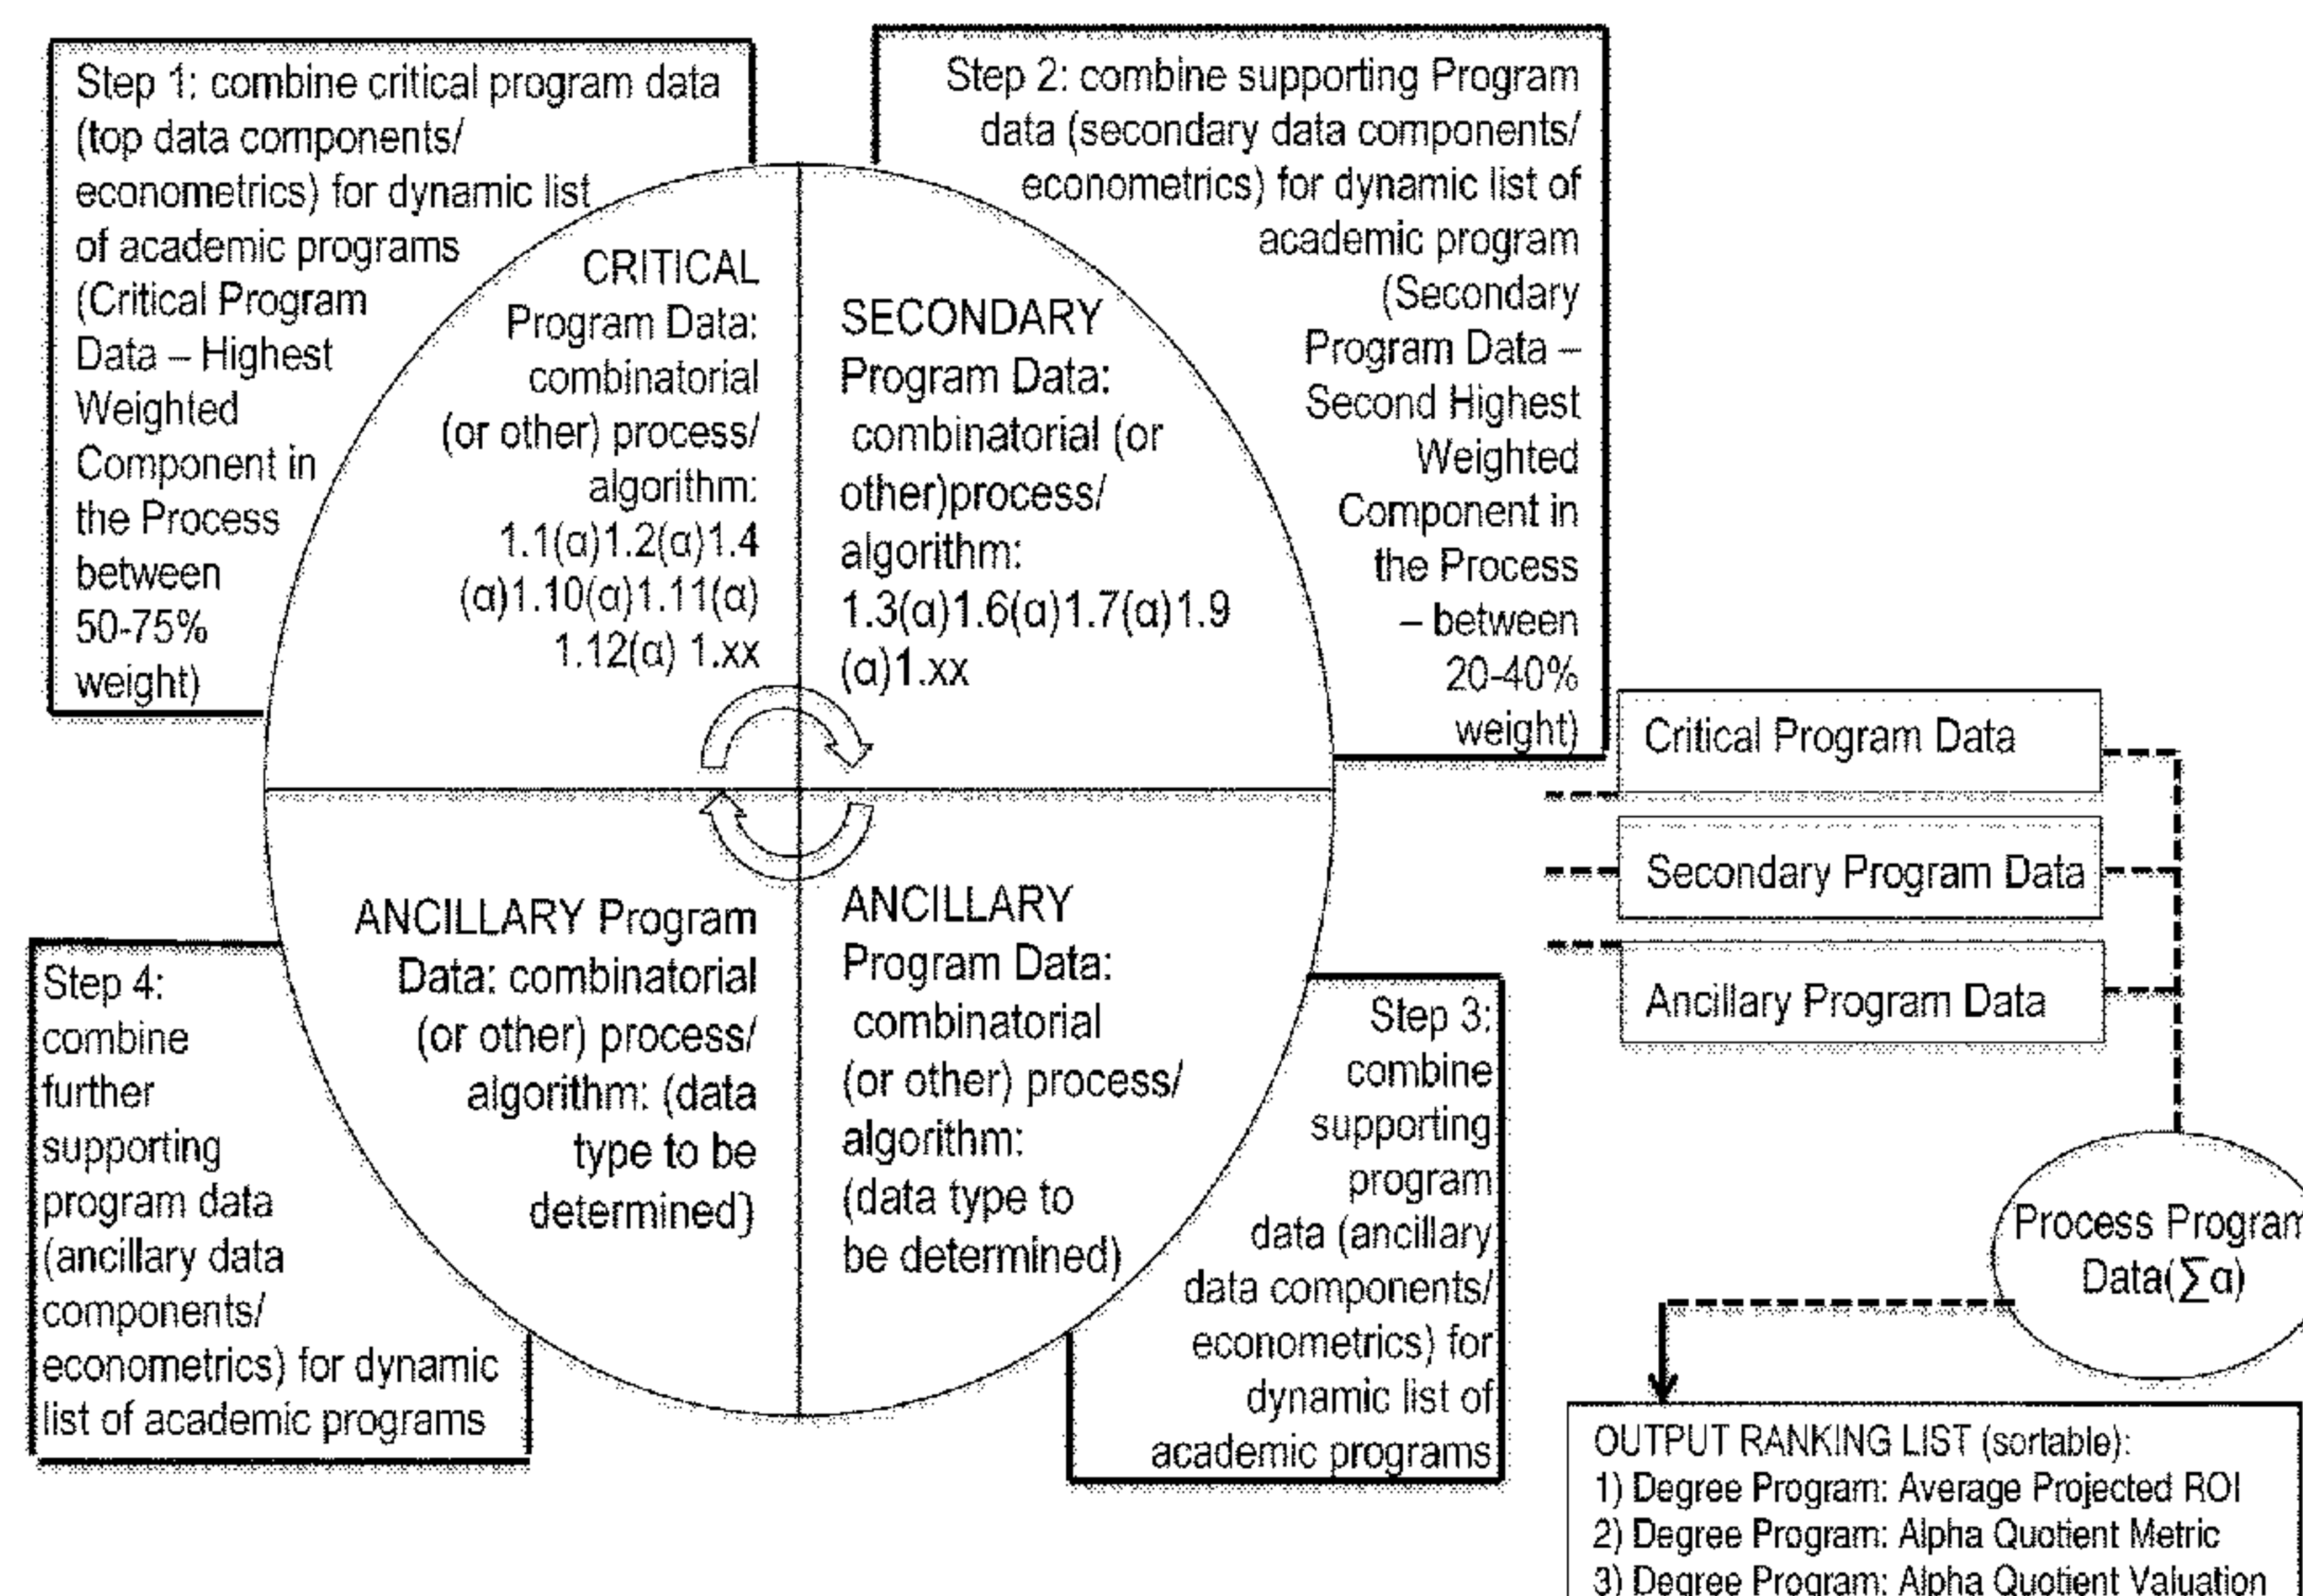 Step 1: combine critical program data
(top data components/
econometrics) for dynamic list
of academic programs
(Critical Program
Data – Highest
Weighted
Component in
the Process
between
50-75%
weight)
Step 2: combine supporting Program
data (secondary data components/
econometrics) for dynamic list of
academic program
(Secondary
Program Data –
Second Highest
Weighted
Component in
the Process
– between
20-40%
weight)
CRITICAL
Program Data:
combinatorial
(or other) process/
algorithm:
1.1(α)1.2(α)1.4
(α)1.10(α)1.11(α)
1.12(α) 1.xx
SECONDARY
Program Data:
combinatorial (or
other)process/
algorithm:
1.3(α)1.6(α)1.7(α)1.9
(α)1.xx
ANCILLARY Program
Data: combinatorial
(or other) process/
algorithm: (data
type to be
determined)
ANCILLARY
Program Data:
combinatorial
(or other) process/
algorithm:
(data type to
be determined)
Step 4:
combine
further
supporting
program data
(ancillary data
components/
econometrics) for dynamic
list of academic programs
Step 3:
combine
supporting
program
data (ancillary
data components/
econometrics) for
dynamic list of
academic programs
Critical Program Data
Secondary Program Data
Ancillary Program Data
Process Program
Data(∑α)
OUTPUT RANKING LIST (sortable):
1) Degree Program: Average Projected ROI
2) Degree Program: Alpha Quotient Metric
3) Degree Program: Alpha Quotient Valuation